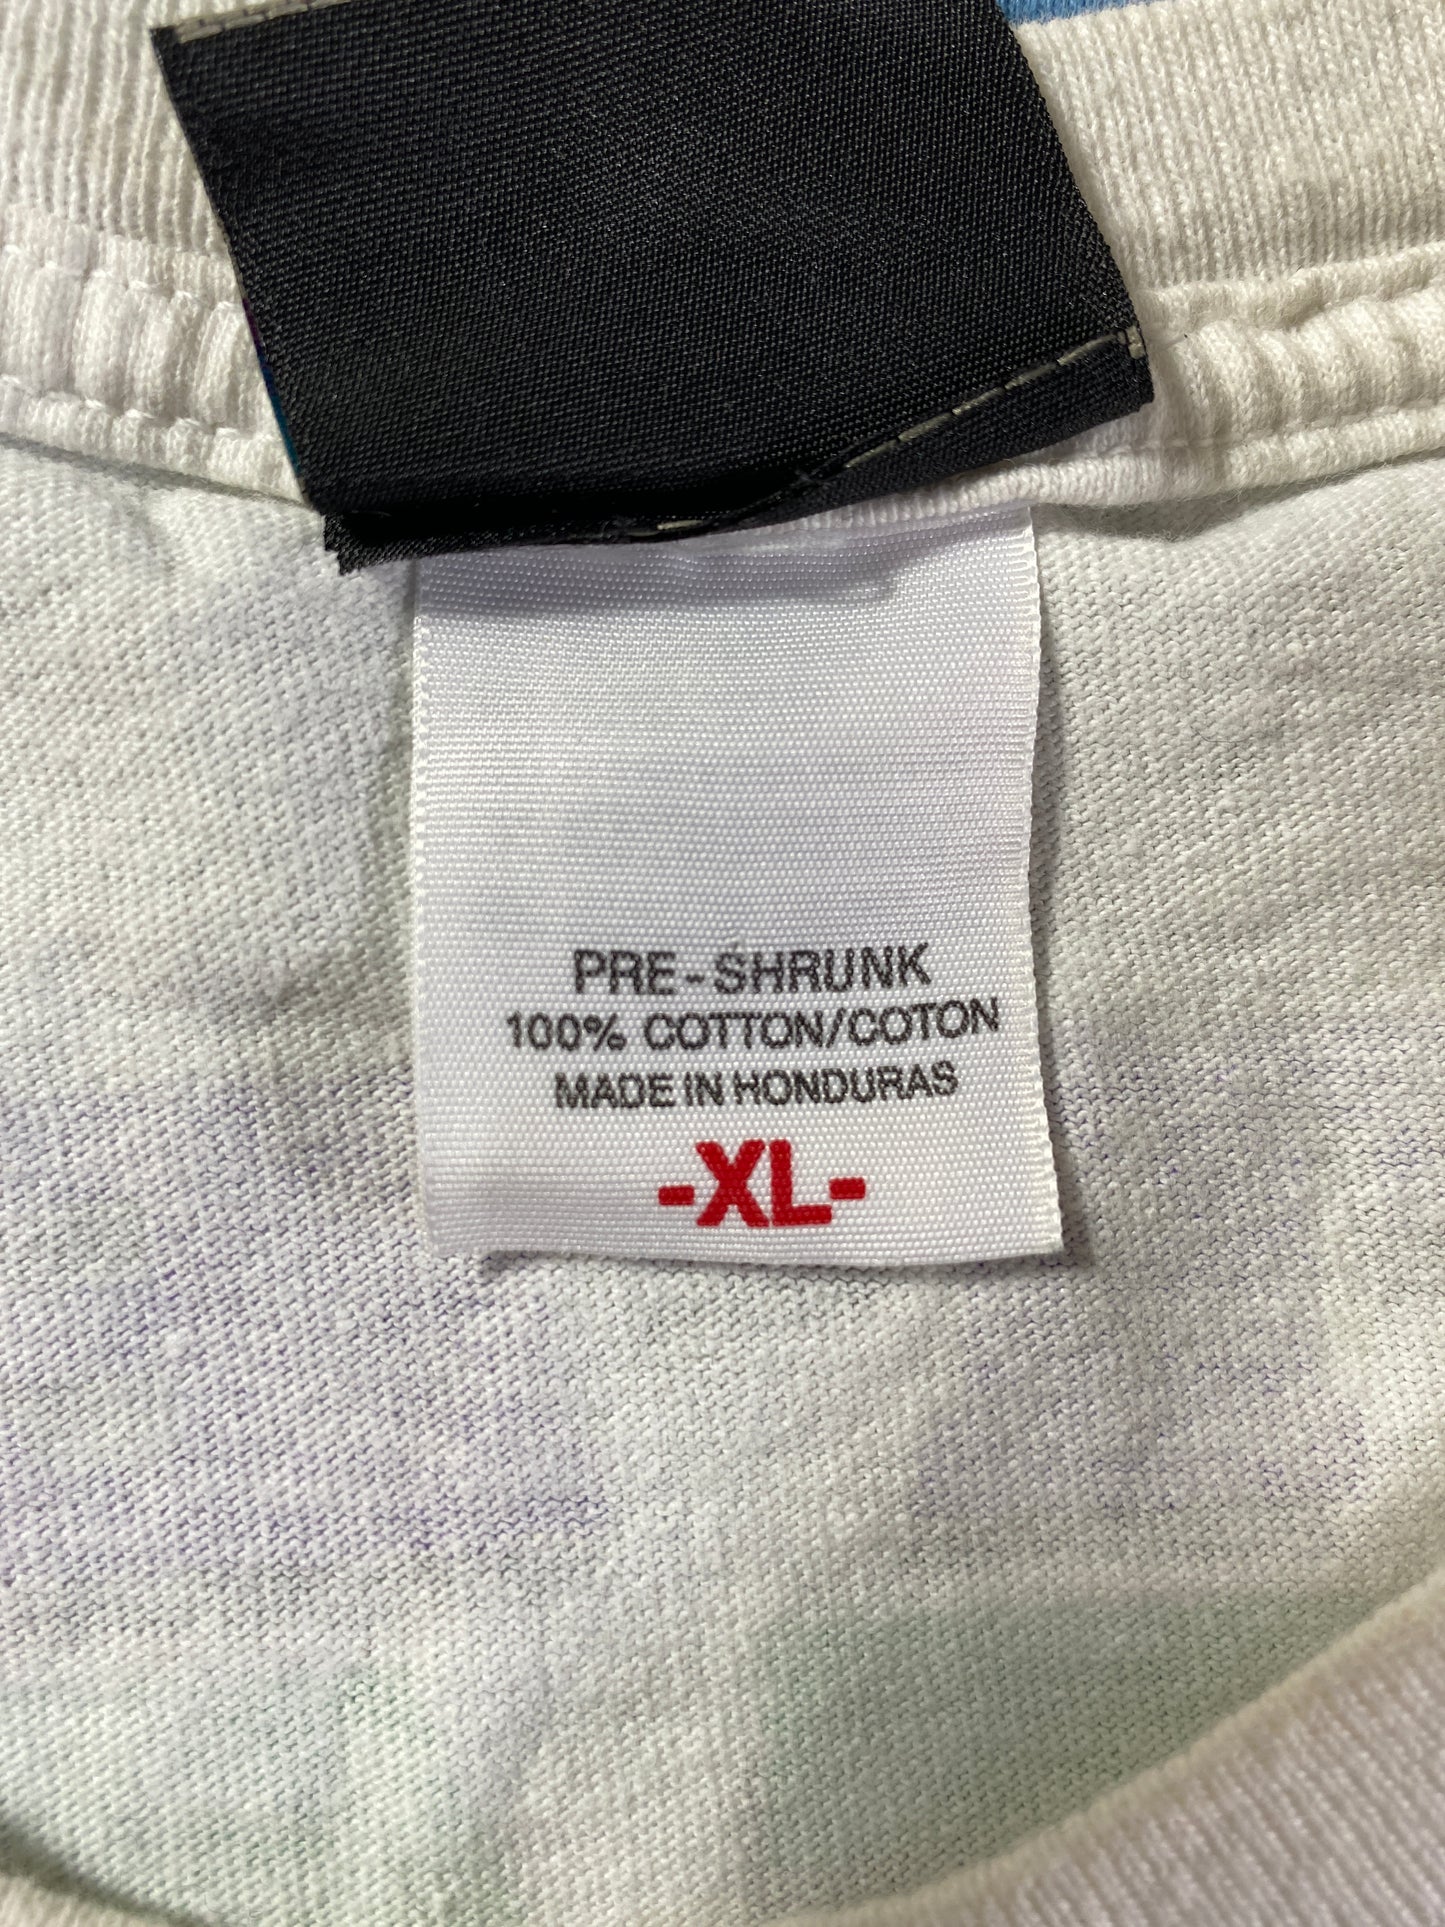 PRE-SHRUNK
100% COTTON/COTON
MADE IN HONDURAS
-XL-